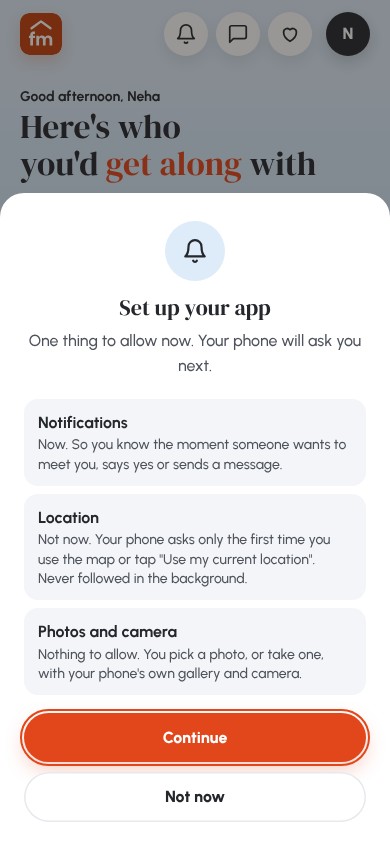 fm
N
Good afternoon, Neha
Here's who
you'd get along with
Set up your app
One thing to allow now. Your phone will ask you
next.
Notifications
Now. So you know the moment someone wants to
meet you, says yes or sends a message.
Location
Not now. Your phone asks only the first time you
use the map or tap "Use my current location".
Never followed in the background.
Photos and camera
Nothing to allow. You pick a photo, or take one,
with your phone's own gallery and camera.
Continue
Not now